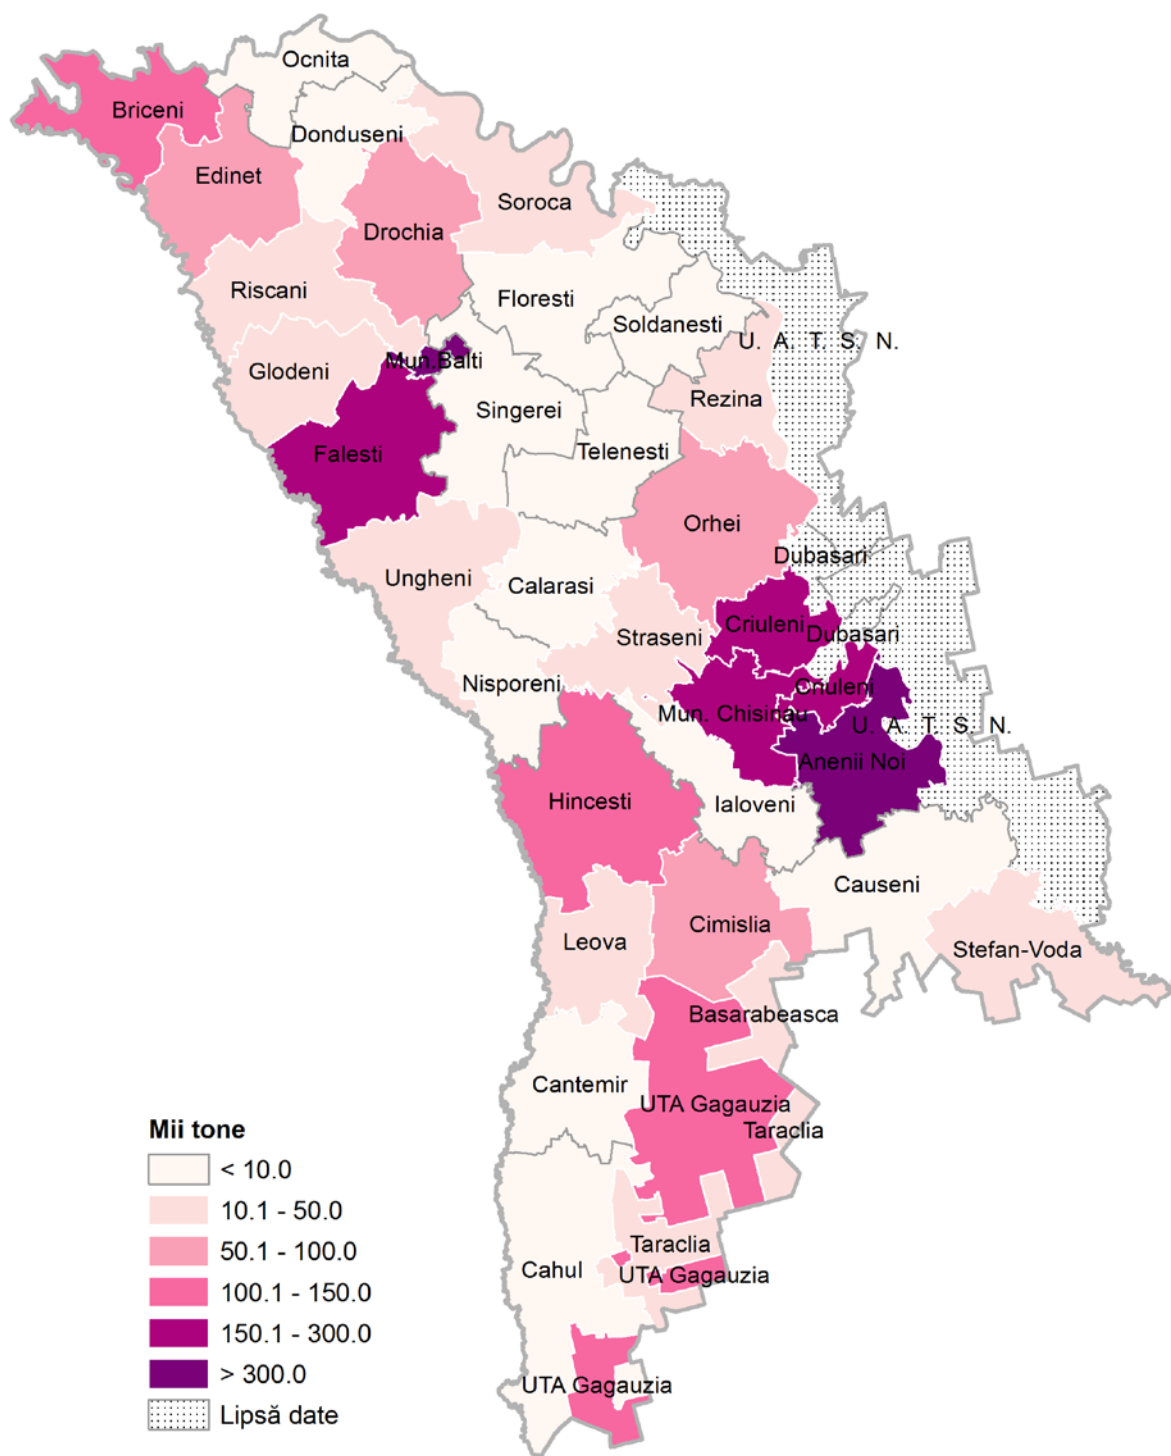 Ocnita
Briceni
Donduseni
Edinet
Soroca
Drochia
Riscani
Floresti
Soldanesti
U. A. T. S. N.
Mun.Balti
Glodeni
Rezina
Singerei
Falesti
Telenesti
Orhei
Dubasari
Ungheni
Calarasi
Criuleni
Straseni
Dubasari
Nisporeni
Criuleni
Mun. Chisinau
U. A. T. S. N.
Anenii Noi
Hincesti
Ialoveni
Causeni
Cimislia
Leova
Stefan-Voda
Basarabeasca
Cantemir
UTA Gagauzia
Taraclia
Taraclia
Cahul
UTA Gagauzia
UTA Gagauzia
Mii tone
< 10.0
10.1 - 50.0
50.1 - 100.0
100.1 - 150.0
150.1 - 300.0
> 300.0
Lipsă date